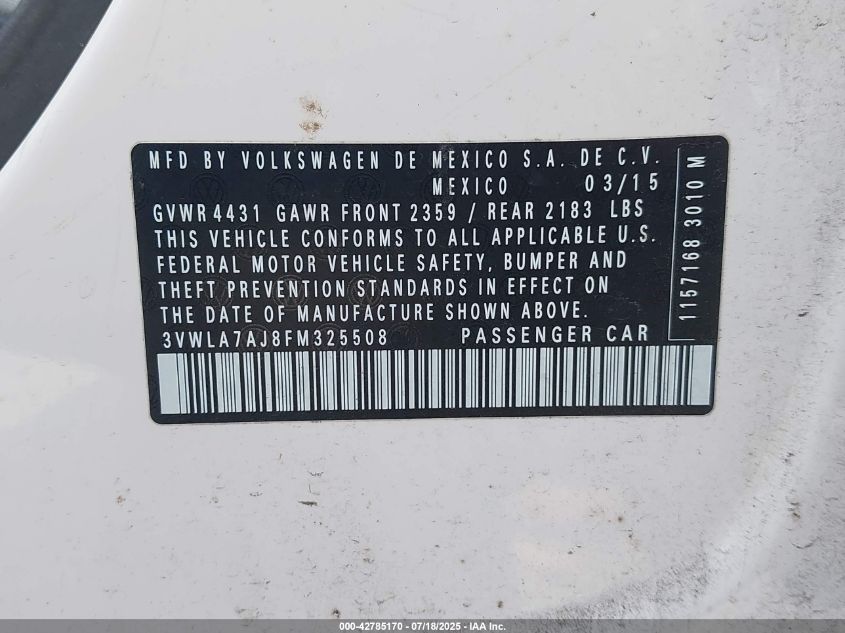 MFD BY VOLKSWAGEN DE MEXICO S.A. DE C.V.
MEXICO 03/15
GVWR 4431 GAWR FRONT 2359 / REAR 2183 LBS
THIS VEHICLE CONFORMS TO ALL APPLICABLE U.S.
FEDERAL MOTOR VEHICLE SAFETY, BUMPER AND
THEFT PREVENTION STANDARDS IN EFFECT ON
THE DATE OF MANUFACTURE SHOWN ABOVE.
3VWLA7AJ8FM325508 PASSENGER CAR
1157168 3010 M
000-42785170 - 07/18/2025 - IAA Inc.